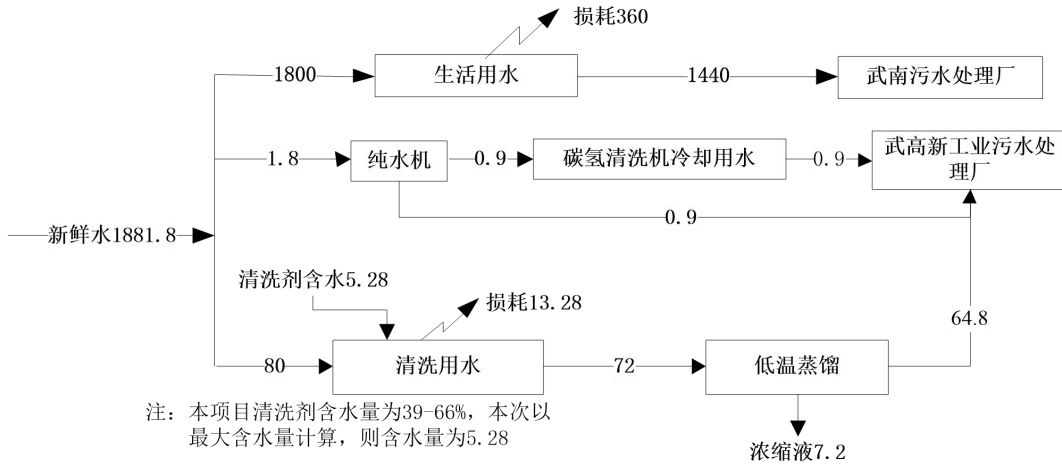 损耗360
1800
生活用水
1440
武南污水处理厂
1.8
纯水机
0.9
碳氢清洗机冷却用水
0.9
武高新工业污水处
理厂
0.9
新鲜水1881.8
清洗剂含水5.28
损耗13.28
64.8
80
清洗用水
72
低温蒸馏
注：本项目清洗剂含水量为39-66%，本次以
最大含水量计算，则含水量为5.28
浓缩液7.2